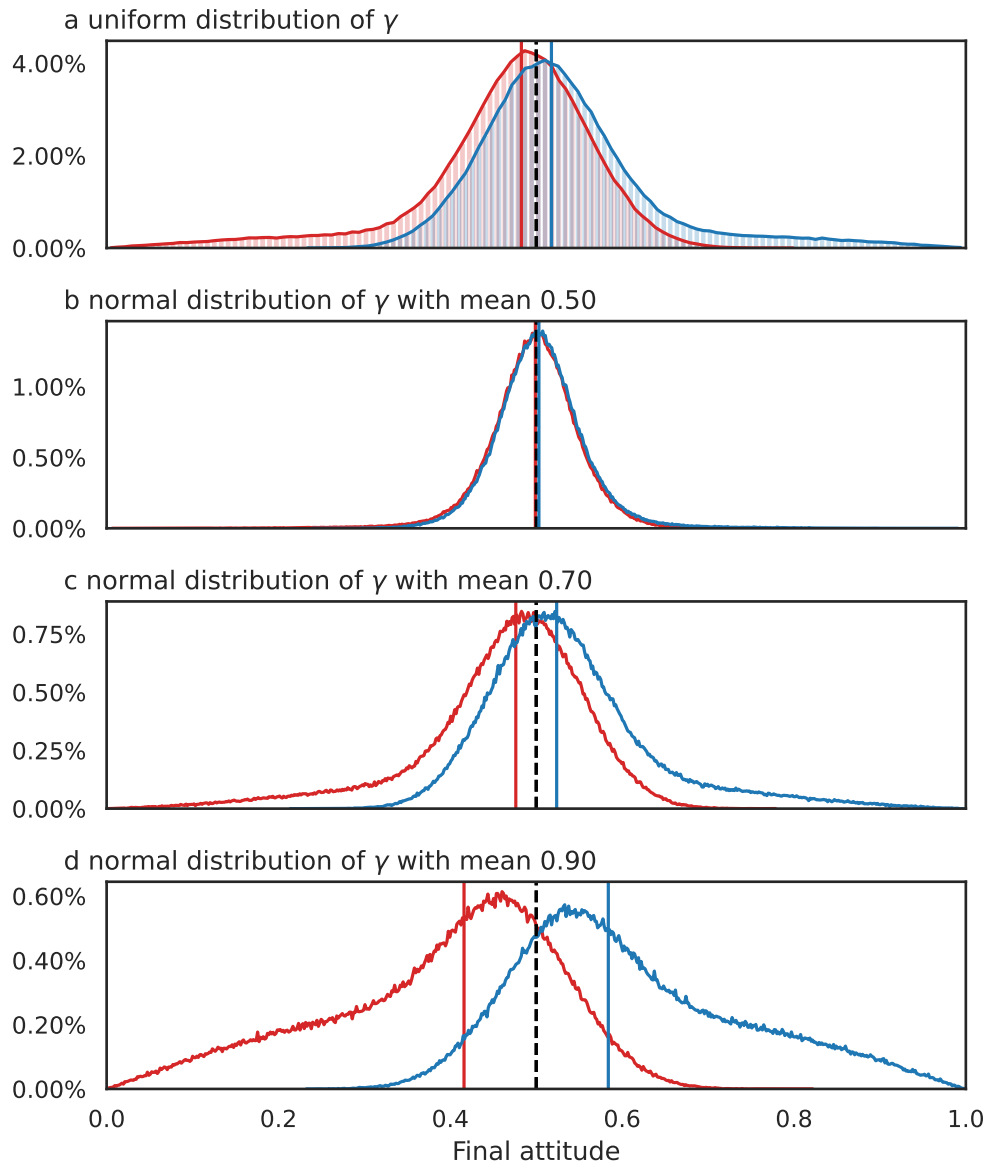 a uniform distribution of γ
4.00%
2.00%
0.00%
b normal distribution of γ with mean 0.50
1.00%
0.50%
0.00%
c normal distribution of γ with mean 0.70
0.75%
0.50%
0.25%
0.00%
d normal distribution of γ with mean 0.90
0.60%
0.40%
0.20%
0.00%
0.0 0.2 0.4 0.6 0.8 1.0
Final attitude